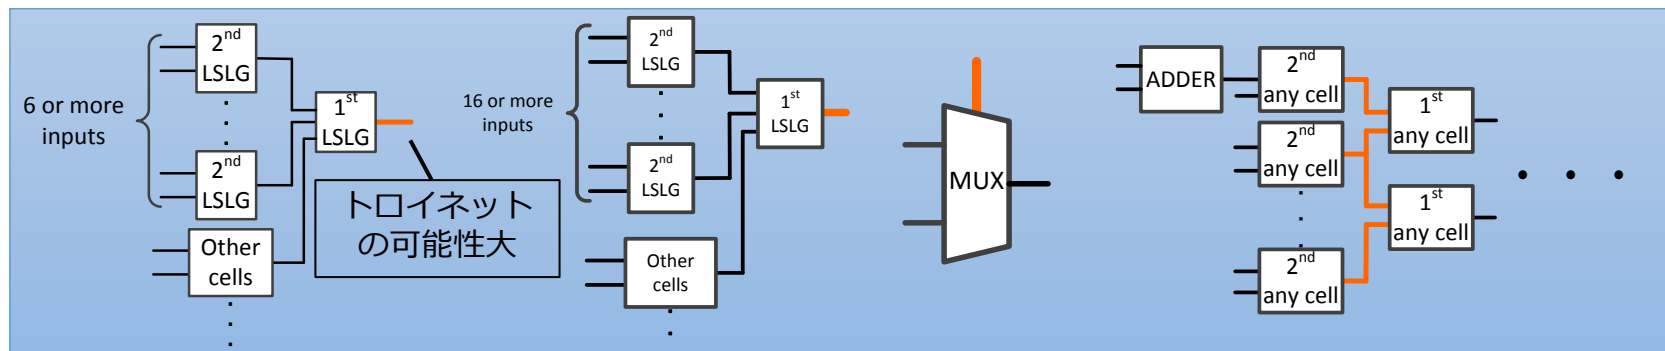 6 or more
inputs
2nd
LSLG
2nd
LSLG
Other
cells
1st
LSLG
トロイネット
の可能性大
16 or more
inputs
2nd
LSLG
2nd
LSLG
Other
cells
1st
LSLG
MUX
ADDER
2nd
any cell
2nd
any cell
2nd
any cell
1st
any cell
1st
any cell